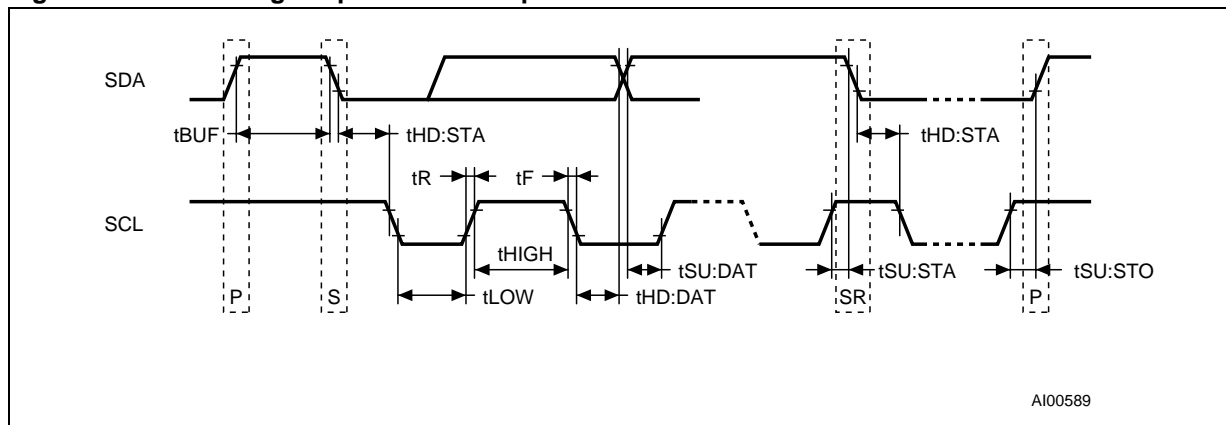 SDA
tBUF
tHD:STA
tHD:STA
tR
tF
SCL
tHIGH
tSU:DAT
tSU:STA
tSU:STO
P
S
tLOW
tHD:DAT
SR
P
AI00589